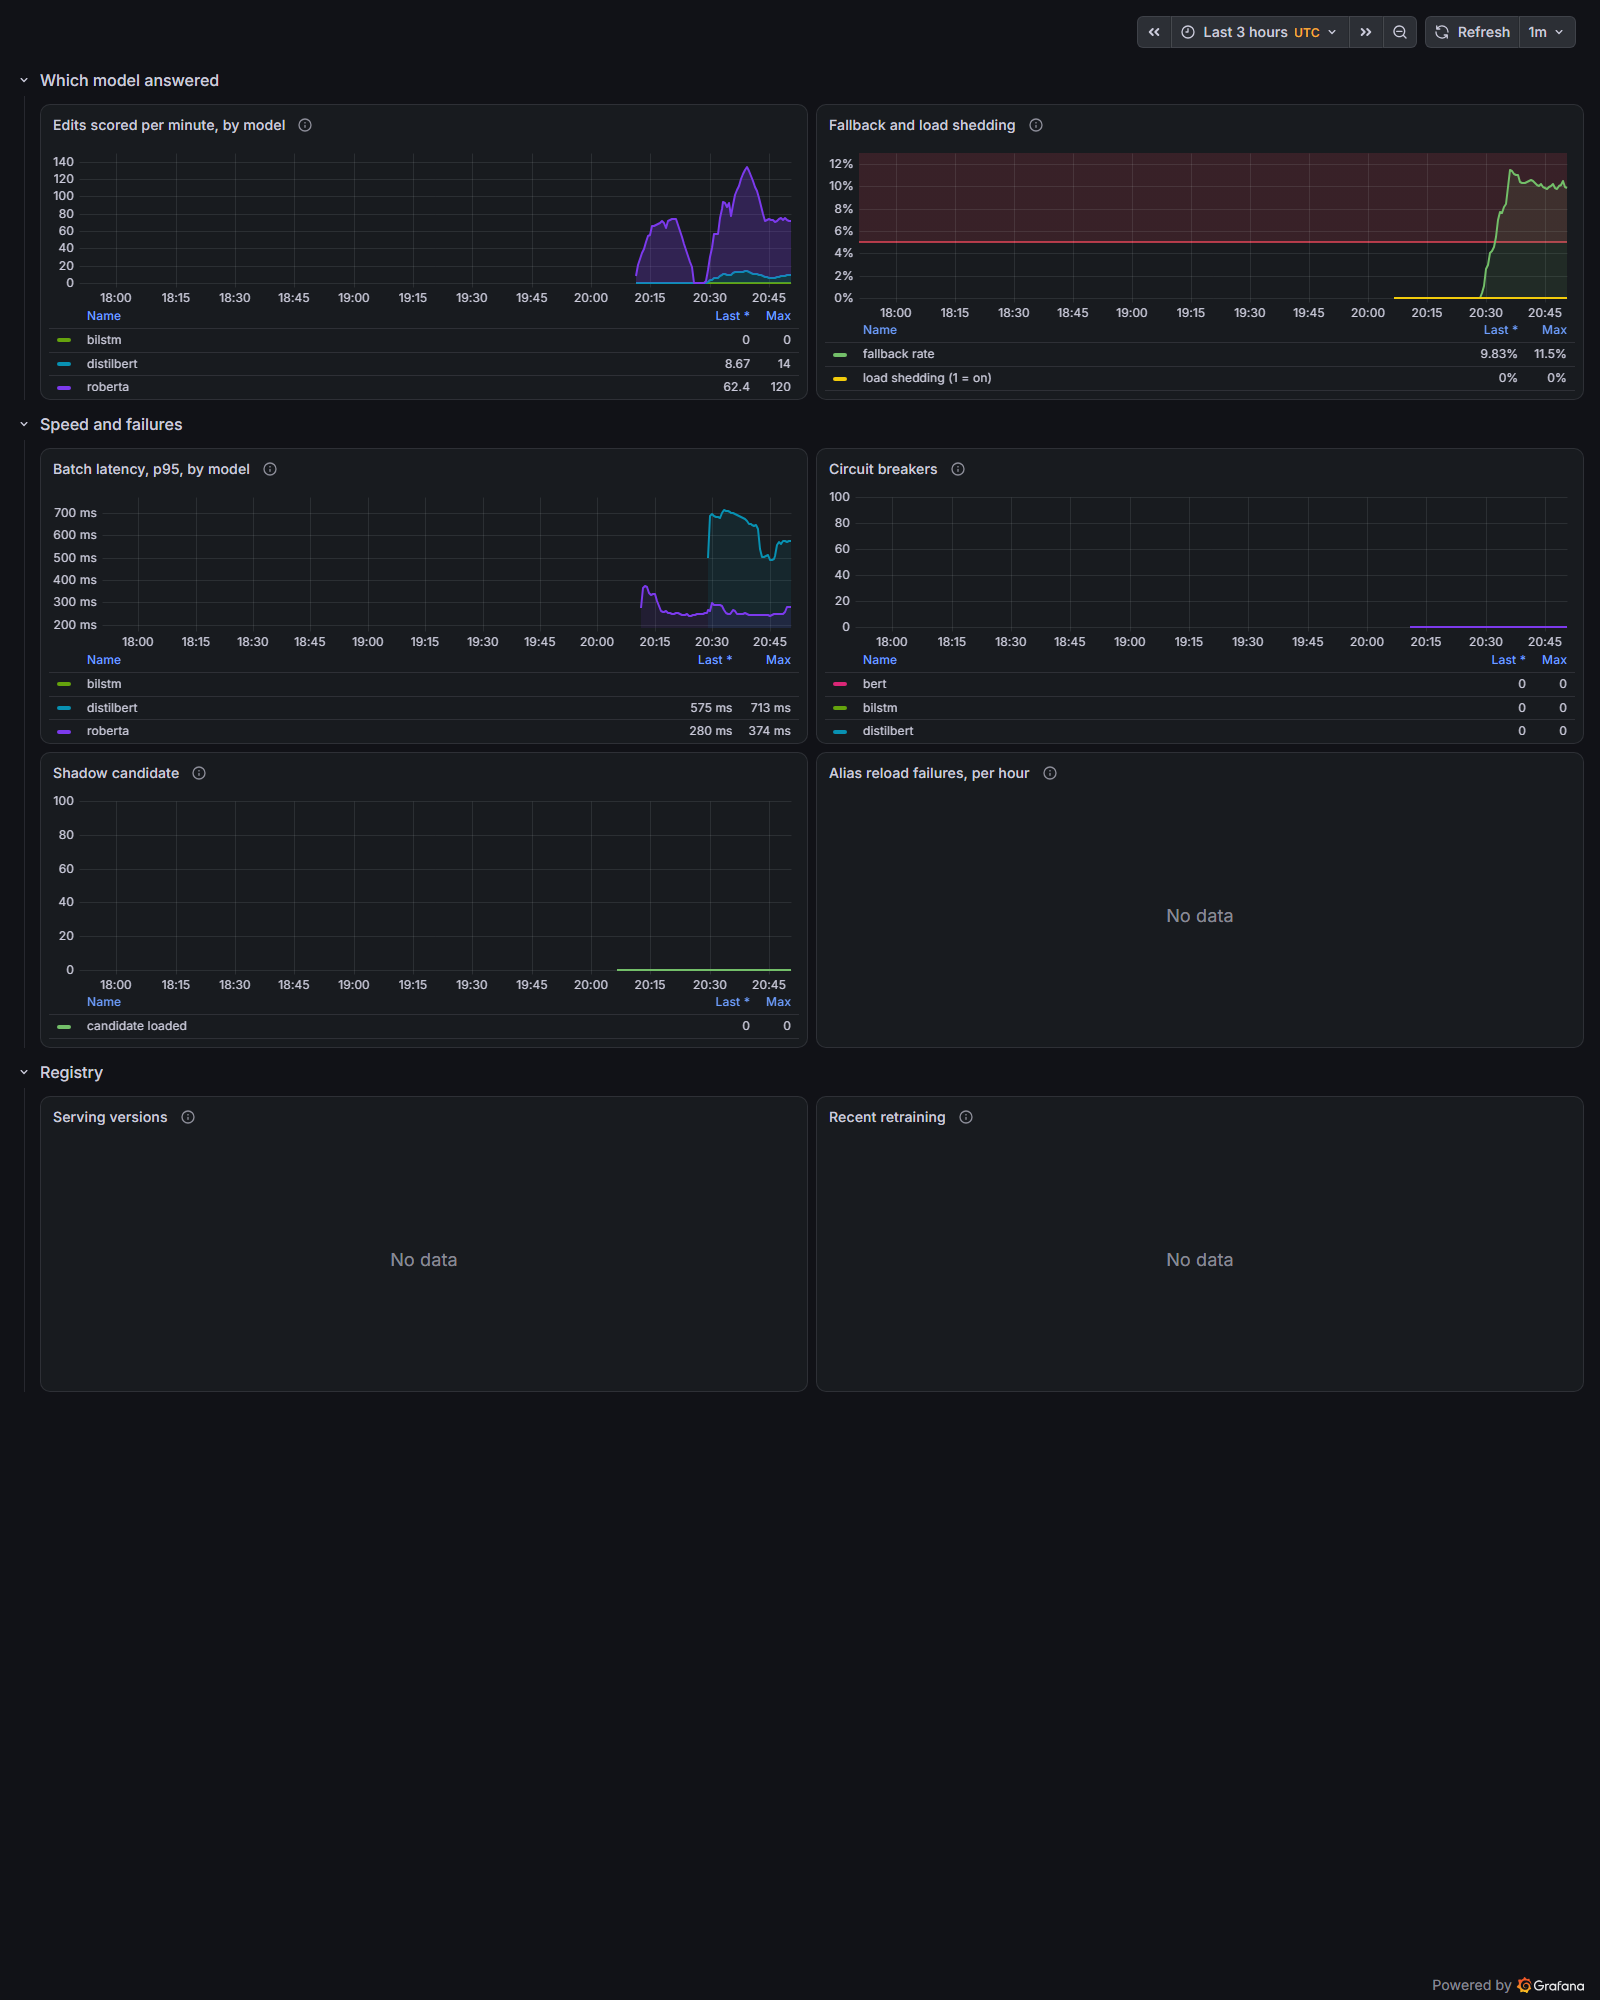 Last 3 hours UTC
Refresh
1m
Which model answered
Edits scored per minute, by model
140
120
100
80
60
40
20
0
18:00 18:15 18:30 18:45 19:00 19:15 19:30 19:45 20:00 20:15 20:30 20:45
Name Last * Max
bilstm 0 0
distilbert 8.67 14
roberta 62.4 120
Fallback and load shedding
12%
10%
8%
6%
4%
2%
0%
18:00 18:15 18:30 18:45 19:00 19:15 19:30 19:45 20:00 20:15 20:30 20:45
Name Last * Max
fallback rate 9.83% 11.5%
load shedding (1 = on) 0% 0%
Speed and failures
Batch latency, p95, by model
700 ms
600 ms
500 ms
400 ms
300 ms
200 ms
18:00 18:15 18:30 18:45 19:00 19:15 19:30 19:45 20:00 20:15 20:30 20:45
Name Last * Max
bilstm
distilbert 575 ms 713 ms
roberta 280 ms 374 ms
Circuit breakers
100
80
60
40
20
0
18:00 18:15 18:30 18:45 19:00 19:15 19:30 19:45 20:00 20:15 20:30 20:45
Name Last * Max
bert 0 0
bilstm 0 0
distilbert 0 0
Shadow candidate
100
80
60
40
20
0
18:00 18:15 18:30 18:45 19:00 19:15 19:30 19:45 20:00 20:15 20:30 20:45
Name Last * Max
candidate loaded 0 0
Alias reload failures, per hour
No data
Registry
Serving versions
No data
Recent retraining
No data
Powered by Grafana